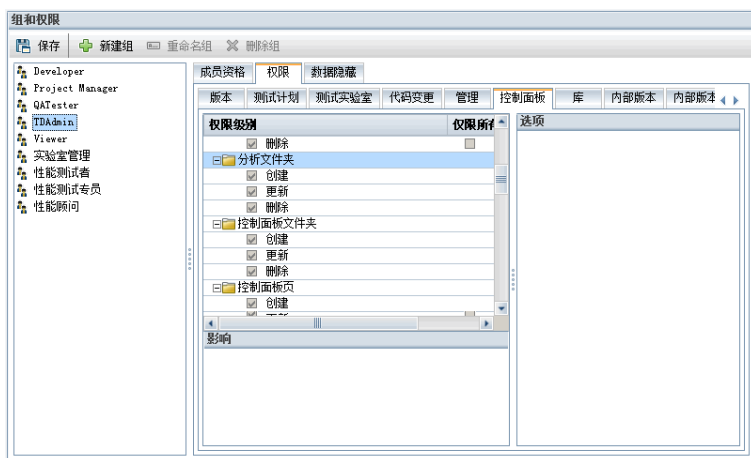 组和权限
保存 新建组 重命名组 删除组
Developer
Project Manager
QATester
TDAdmin
Viewer
实验室管理
性能测试者
性能测试专员
性能顾问
成员资格 权限 数据隐藏
版本 测试计划 测试实验室 代码变更 管理 控制面板 库 内部版本 内部版本
权限级别 仅限所有
删除
分析文件夹
创建
更新
删除
控制面板文件夹
创建
更新
删除
控制面板页
创建
更新
影响
选项